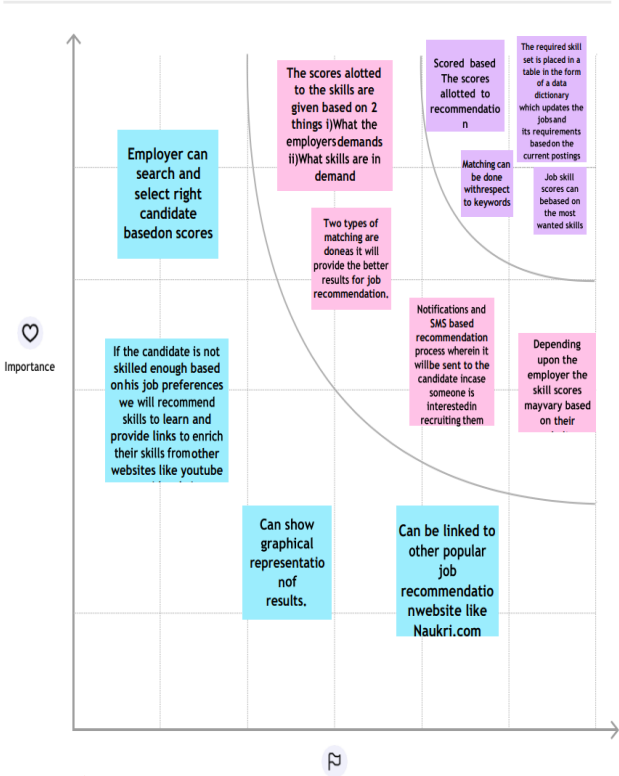 The required skill
set is placed in a
table in the form
of a data
dictionary
which updates the
jobsand
its requirements
basedon the
current postings
Scored based
The scores
allotted to
recommendatio
n
The scores alotted
to the skills are
given based on 2
things i)What the
employersdemands
ii)What skills are in
demand
Employer can
search and
select right
candidate
basedon scores
Matching can
be done
withrespect
to keywords
Job skill
scores can
bebased on
the most
wanted skills
Two types of
matching are
doneas it will
provide the better
results for job
recommendation.
Notifications and
SMS based
recommendation
process wherein it
willbe sent to the
candidate incase
someone is
interestedin
recruiting them
Depending
upon the
employer the
skill scores
mayvary based
on their
Importance
If the candidate is not
skilled enough based
onhis job preferences
we will recommend
skills to learn and
provide links to enrich
their skills fromother
websites like youtube
Can show
graphical
representatio
nof
results.
Can be linked to
other popular
job
recommendatio
nwebsite like
Naukri.com